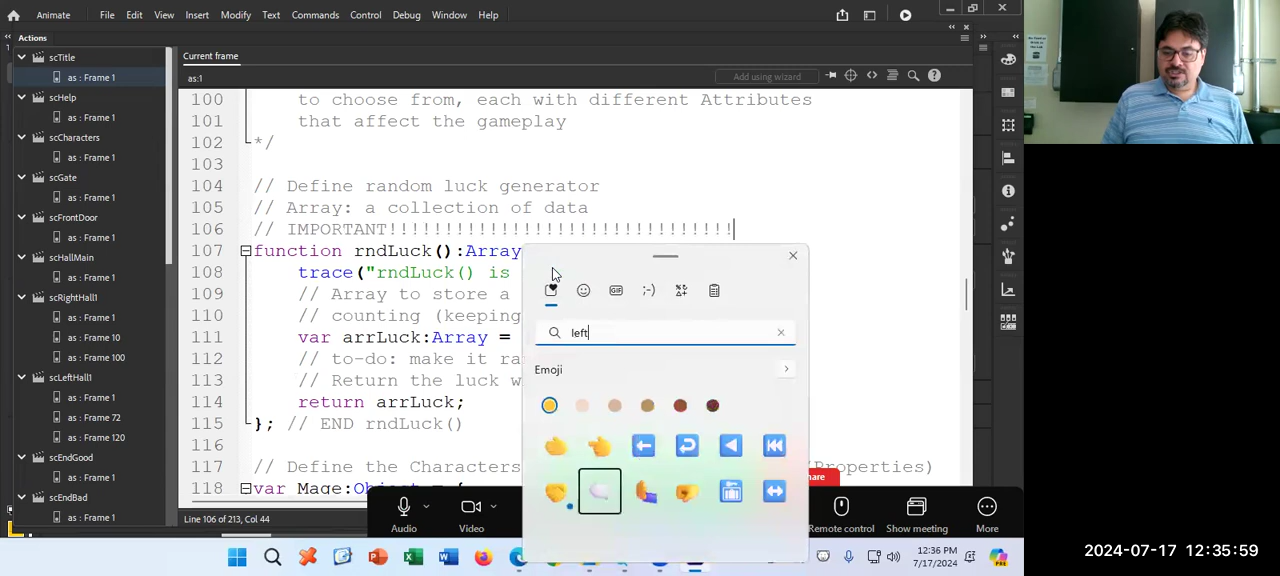 Animate File Edit View Insert Modify Text Commands Control Debug Window Help
Actions
scTitle
as : Frame 1
scHelp
as : Frame 1
scCharacters
as : Frame 1
scGate
as : Frame 1
scFrontDoor
as : Frame 1
scHallMain
as : Frame 1
scRightHall1
as : Frame 1
as : Frame 10
as : Frame 100
scLeftHall1
as : Frame 1
as : Frame 72
as : Frame 120
scEndGood
as : Frame 1
scEndBad
as : Frame 1
Current frame
as:1
Add using wizard
100 to choose from, each with different Attributes
101 that affect the gameplay
102 */
103
104 // Define random luck generator
105 // Array: a collection of data
106 // IMPORTANT!!!!!!!!!!!!!!!!!!!!!!!!!!!!!!!
107 function rndLuck():Array
108 trace("rndLuck() is
109 // Array to store a
110 // counting (keeping
111 var arrLuck:Array =
112 // to-do: make it ra
113 // Return the luck w
114 return arrLuck;
115 }; // END rndLuck()
116
117 // Define the Characters Properties)
118 var Mage:Object = {
Line 106 of 213, Col 44
GIF
left
Emoji
Audio
Video
hare
Remote control
Show meeting
More
12:36 PM
7/17/2024
2024-07-17 12:35:59